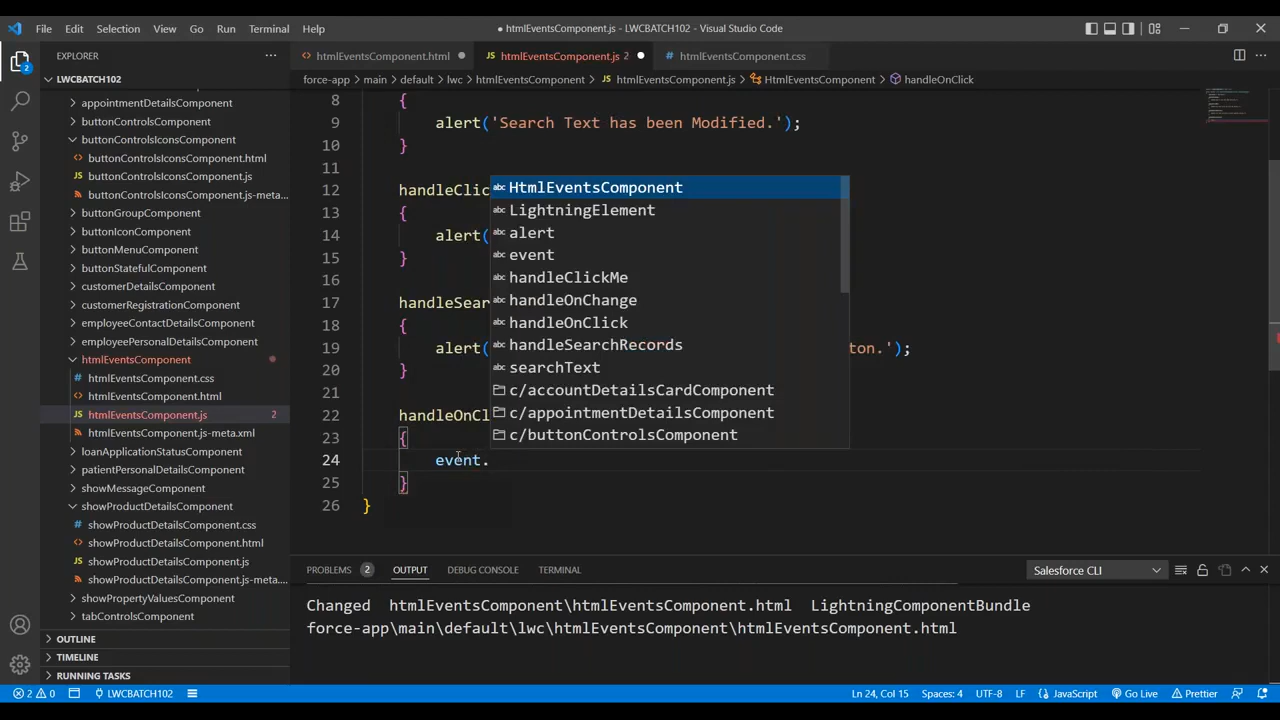 File Edit Selection View Go Run Terminal Help
● htmlEventsComponent.js - LWCBATCH102 - Visual Studio Code
EXPLORER
htmlEventsComponent.html
htmlEventsComponent.js 2
htmlEventsComponent.css
LWCBATCH102
force-app > main > default > lwc > htmlEventsComponent > htmlEventsComponent.js > HtmlEventsComponent > handleOnClick
appointmentDetailsComponent
buttonControlsComponent
buttonControlsIconsComponent
buttonControlsIconsComponent.html
buttonControlsIconsComponent.js
buttonControlsIconsComponent.js-meta...
buttonGroupComponent
buttonIconComponent
buttonMenuComponent
buttonStatefulComponent
customerDetailsComponent
customerRegistrationComponent
employeeContactDetailsComponent
employeePersonalDetailsComponent
htmlEventsComponent
htmlEventsComponent.css
htmlEventsComponent.html
htmlEventsComponent.js 2
htmlEventsComponent.js-meta.xml
loanApplicationStatusComponent
patientPersonalDetailsComponent
showMessageComponent
showProductDetailsComponent
showProductDetailsComponent.css
showProductDetailsComponent.html
showProductDetailsComponent.js
showProductDetailsComponent.js-meta....
showPropertyValuesComponent
tabControlsComponent
OUTLINE
TIMELINE
RUNNING TASKS
8 {
9 alert('Search Text has been Modified.');
10 }
11
12 handleClic
13 {
14 alert(
15 }
16
17 handleSear
18 {
19 alert( ton.');
20 }
21
22 handleOnCl
23 {
24 event.
25 }
26 }
HtmlEventsComponent
LightningElement
alert
event
handleClickMe
handleOnChange
handleOnClick
handleSearchRecords
searchText
c/accountDetailsCardComponent
c/appointmentDetailsComponent
c/buttonControlsComponent
PROBLEMS 2 OUTPUT DEBUG CONSOLE TERMINAL Salesforce CLI
Changed htmlEventsComponent\htmlEventsComponent.html LightningComponentBundle
force-app\main\default\lwc\htmlEventsComponent\htmlEventsComponent.html
2 0 LWCBATCH102 Ln 24, Col 15 Spaces: 4 UTF-8 LF JavaScript Go Live Prettier